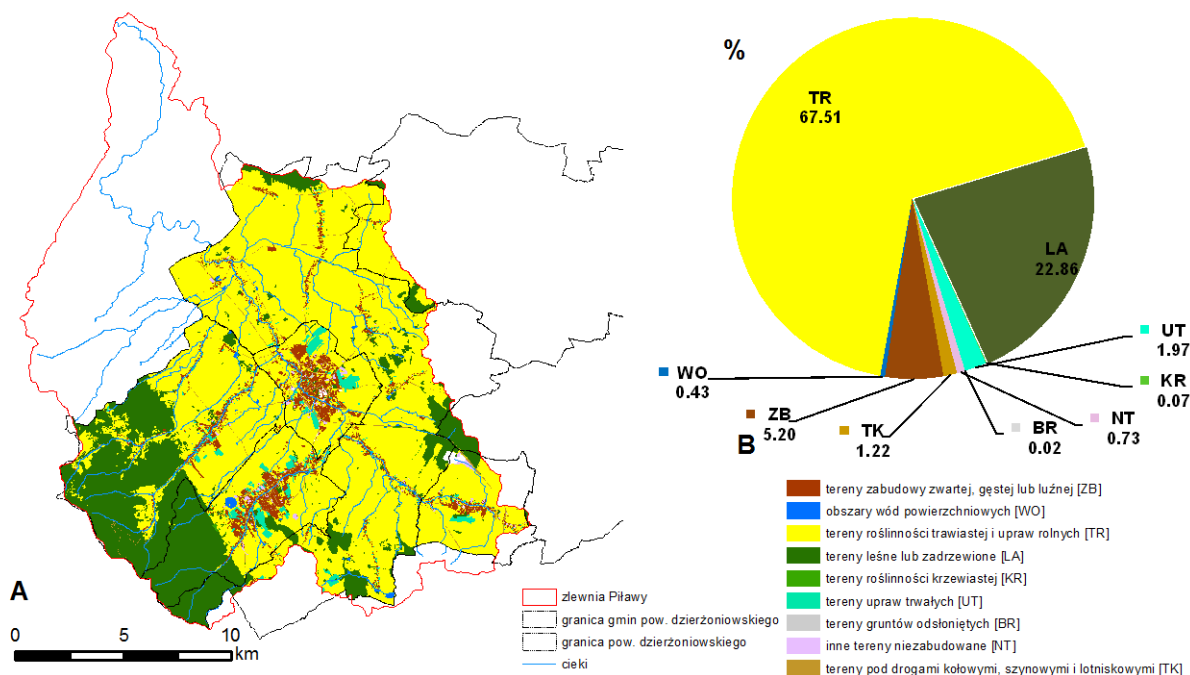 %
TR
67.51
LA
22.86
UT
1.97
KR
0.07
WO
0.43
ZB
5.20
TK
1.22
BR
0.02
NT
0.73
B
A
0 5 10
km
zlewnia Piławy
granica gmin pow. dzierżoniowskiego
granica pow. dzierżoniowskiego
cieki
tereny zabudowy zwartej, gęstej lub luźnej [ZB]
obszary wód powierzchniowych [WO]
tereny roślinności trawiastej i upraw rolnych [TR]
tereny leśne lub zadrzewione [LA]
tereny roślinności krzewiastej [KR]
tereny upraw trwałych [UT]
tereny gruntów odsłoniętych [BR]
inne tereny niezabudowane [NT]
tereny pod drogami kołowymi, szynowymi i lotniskowymi [TK]